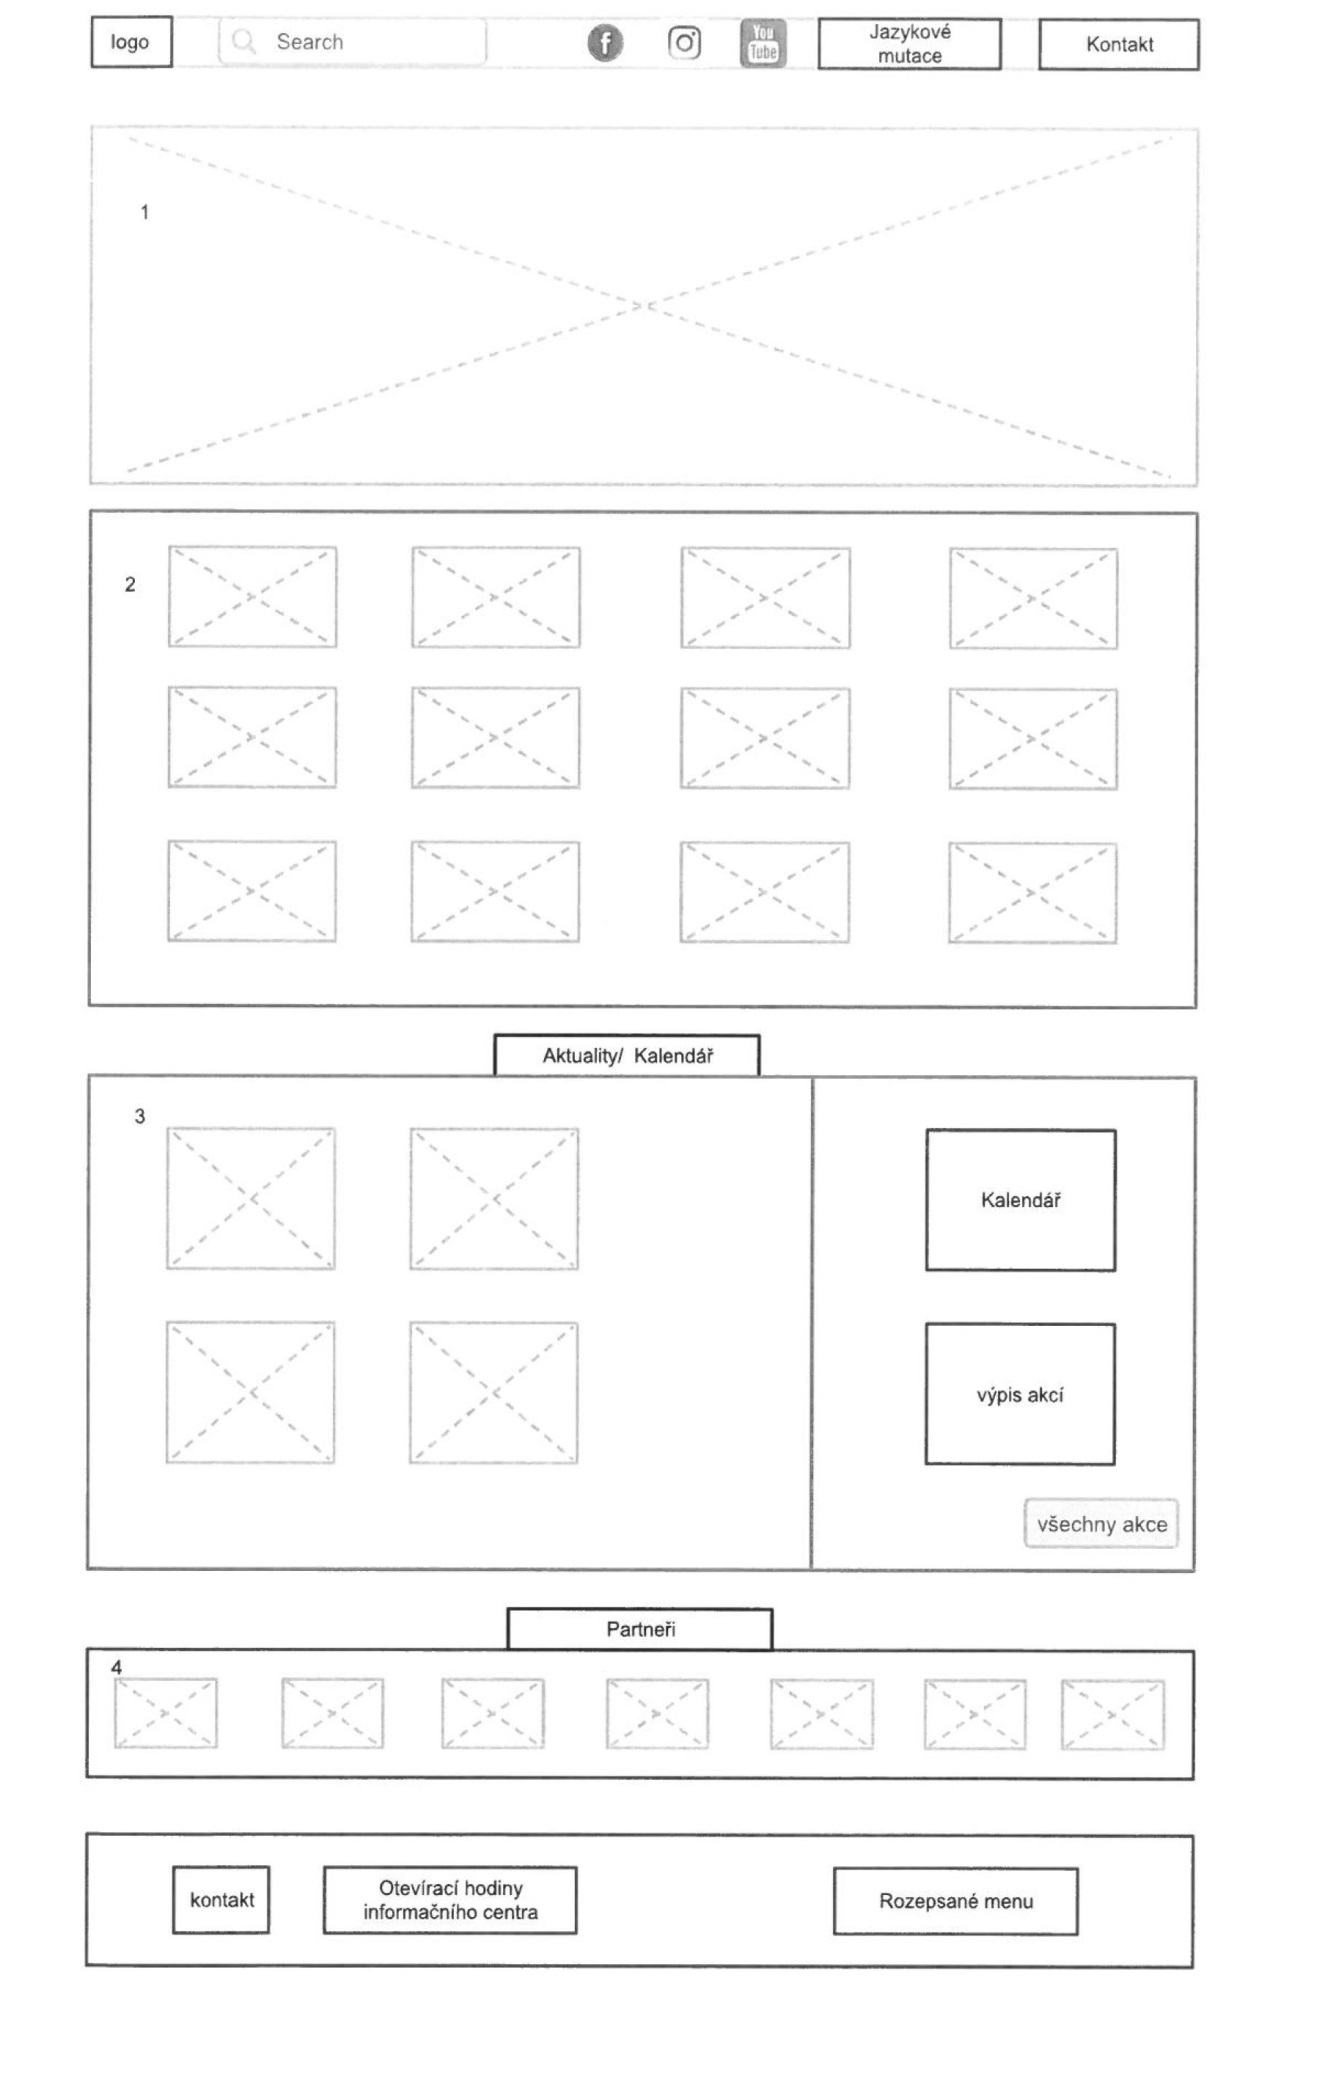 logo
Search
f
You
Tube
Jazykové
mutace
Kontakt
1
2
Aktuality/ Kalendář
3
Kalendář
výpis akcí
všechny akce
Partneři
4
kontakt
Otevírací hodiny
informačního centra
Rozepsané menu